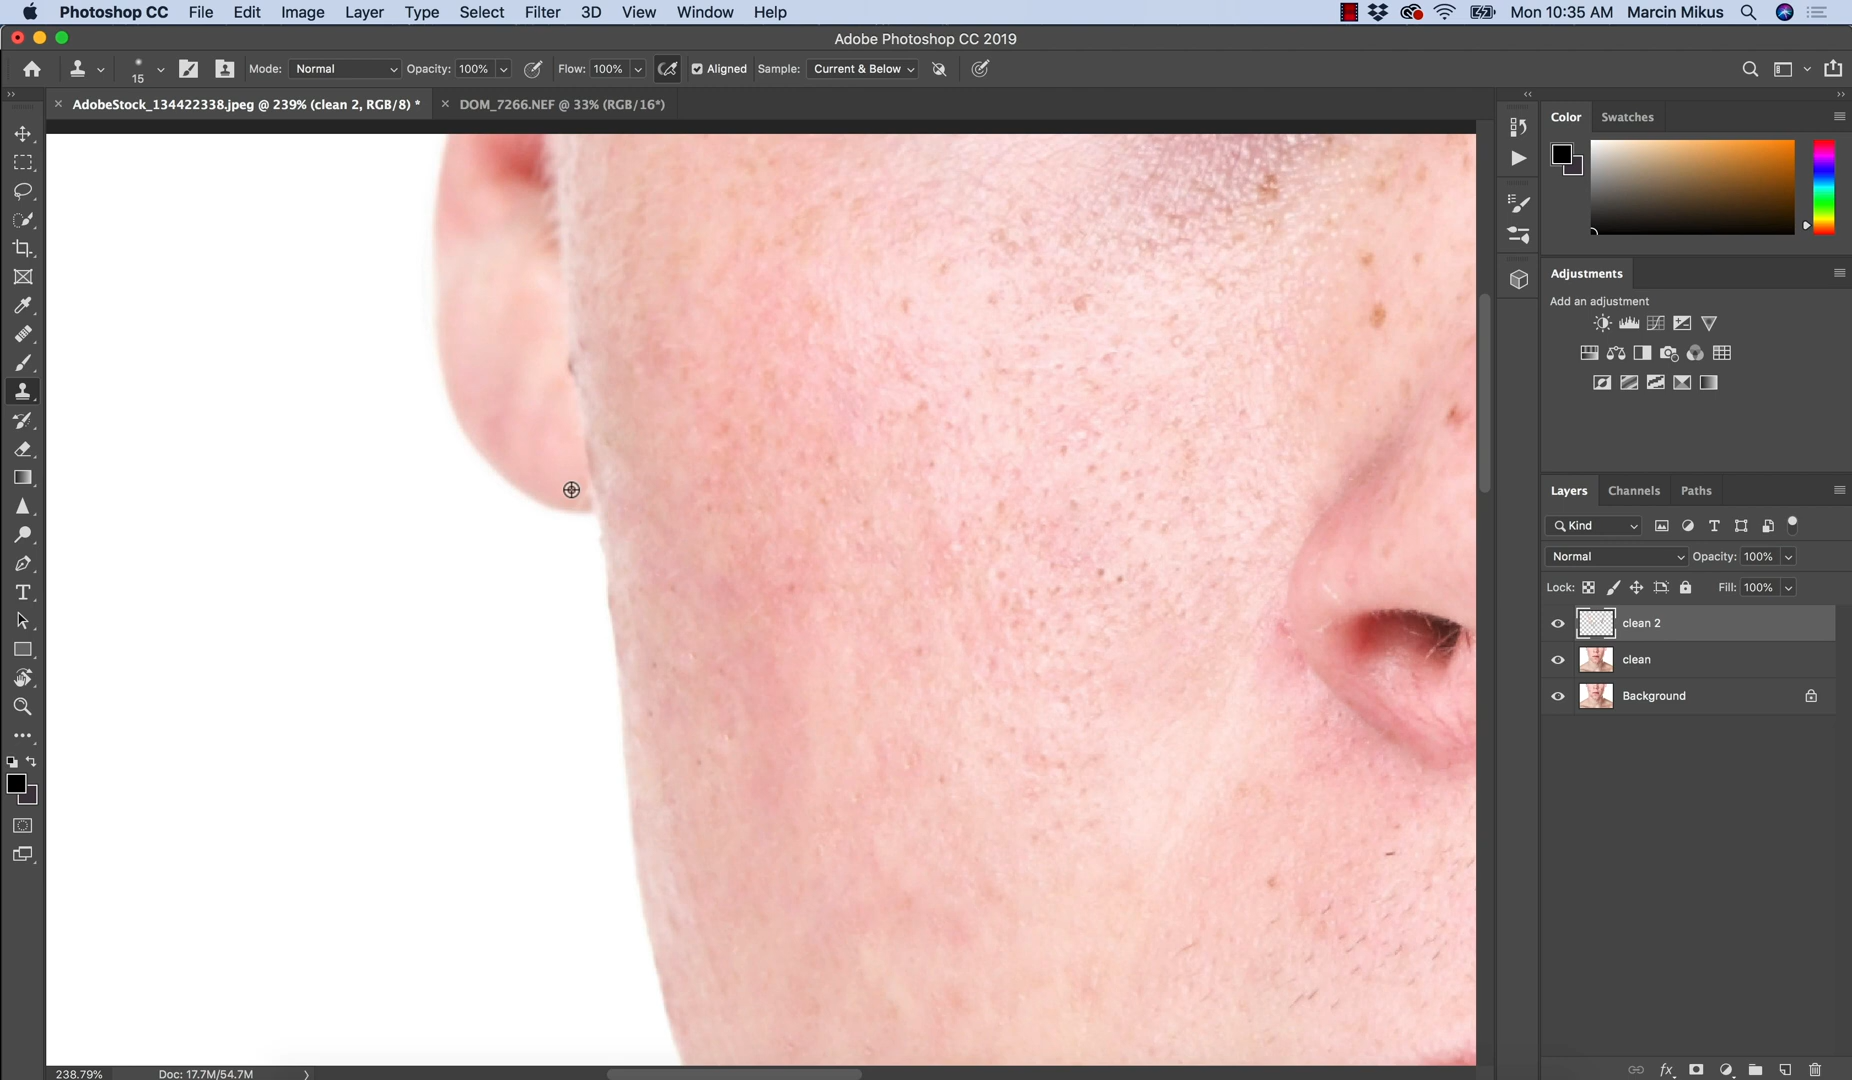 Photoshop CC File Edit Image Layer Type Select Filter 3D View Window Help Mon 10:35 AM Marcin Mikus
Adobe Photoshop CC 2019
15 Mode: Normal Opacity: 100% Flow: 100% Aligned Sample: Current & Below
AdobeStock_134422338.jpeg @ 239% (clean 2, RGB/8) * DOM_7266.NEF @ 33% (RGB/16*)
Color Swatches
Adjustments
Add an adjustment
Layers Channels Paths
Kind
Normal Opacity: 100%
Lock: Fill: 100%
clean 2
clean
Background
fx
238.79% Doc: 17.7M/54.7M